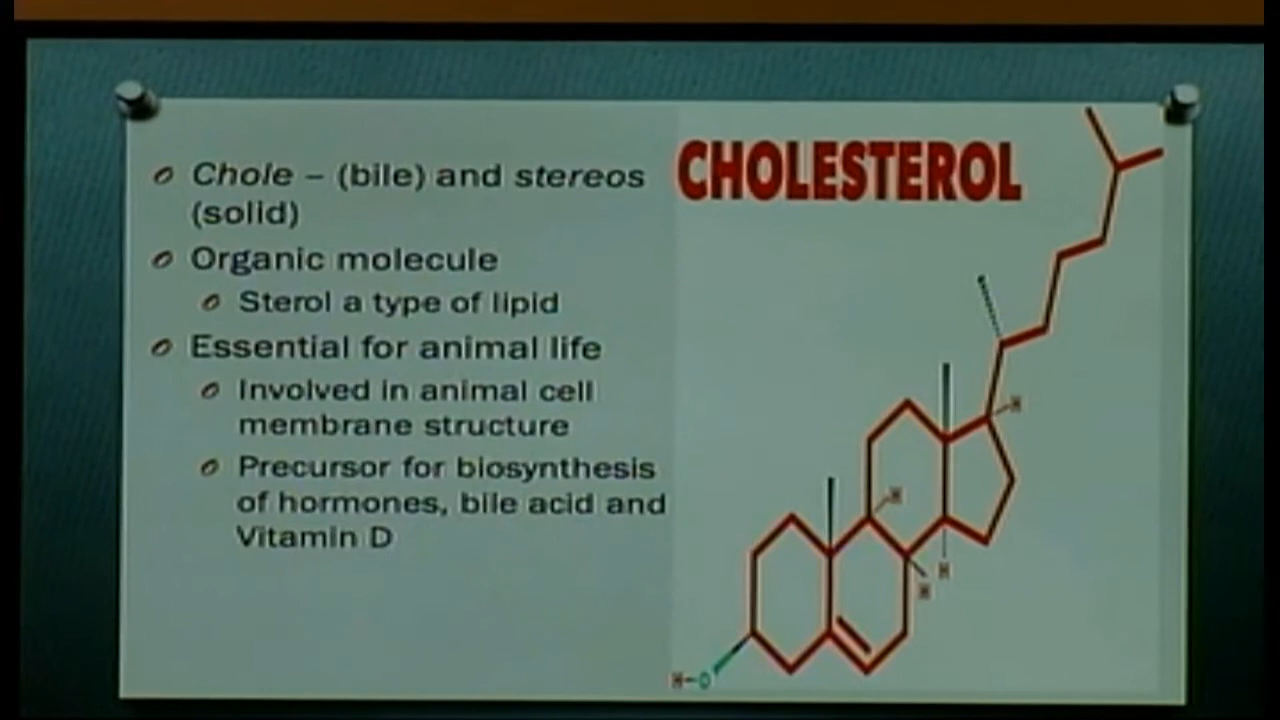 Chole – (bile) and stereos
(solid)
Organic molecule
Sterol a type of lipid
Essential for animal life
Involved in animal cell
membrane structure
Precursor for biosynthesis
of hormones, bile acid and
Vitamin D
CHOLESTEROL
H
H
H
H
H-O